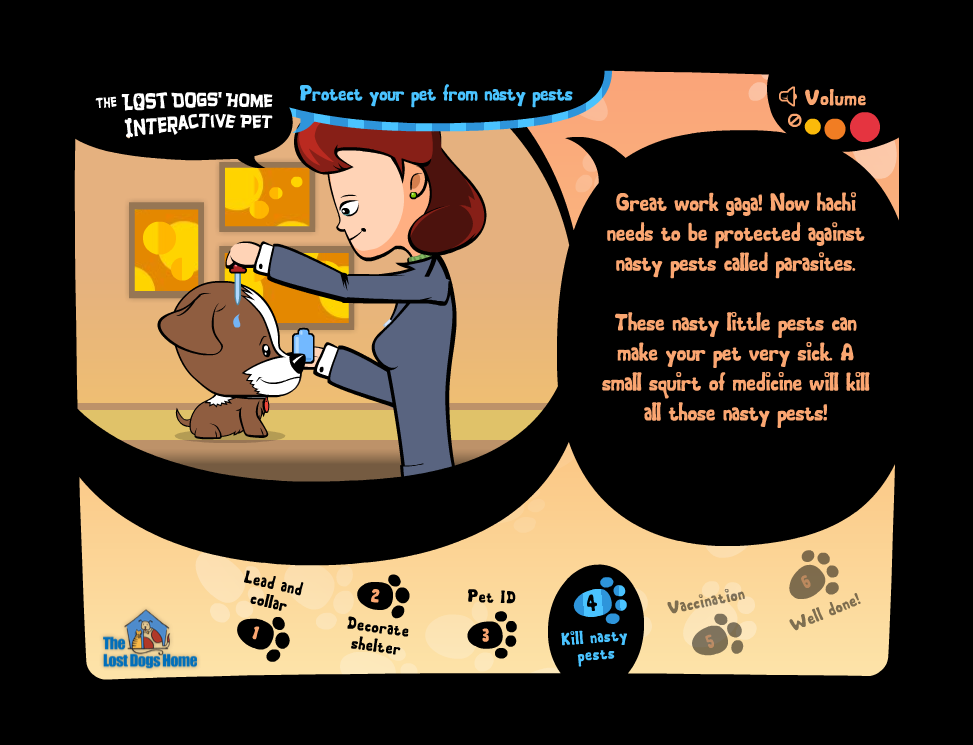 THE LOST DOGS' HOME
INTERACTIVE PET
Protect your pet from nasty pests
Volume
Great work gaga! Now hachi
needs to be protected against
nasty pests called parasites.
These nasty little pests can
make your pet very sick. A
small squirt of medicine will kill
all those nasty pests!
Lead and
collar
1
2
Decorate
shelter
Pet ID
3
4
Kill nasty
pests
Vaccination
5
6
Well done!
The
Lost Dogs' Home